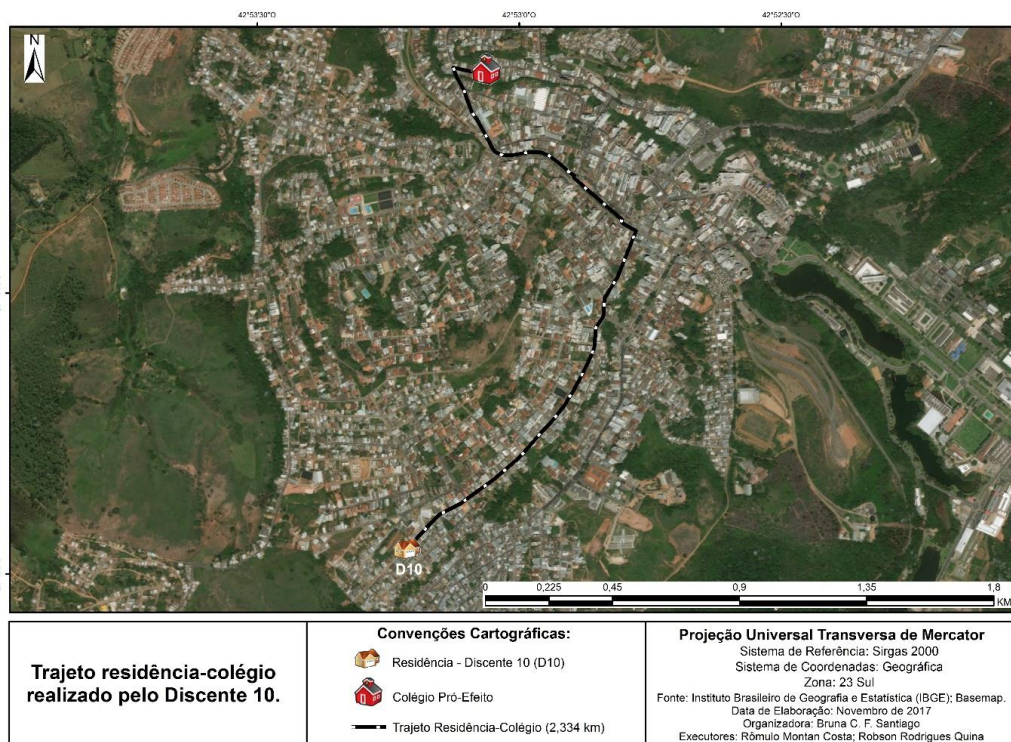 42°53'30"O
42°53'0"O
42°52'30"O
N
D10
0
0,225
0,45
0,9
1,35
1,8
KM
Trajeto residência-colégio
realizado pelo Discente 10.
Convenções Cartográficas:
Residência - Discente 10 (D10)
Colégio Pró-Efeito
Trajeto Residência-Colégio (2,334 km)
Projeção Universal Transversa de Mercator
Sistema de Referência: Sirgas 2000
Sistema de Coordenadas: Geográfica
Zona: 23 Sul
Fonte: Instituto Brasileiro de Geografia e Estatística (IBGE); Basemap.
Data de Elaboração: Novembro de 2017
Organizadora: Bruna C. F. Santiago
Executores: Rômulo Montan Costa; Robson Rodrigues Quina